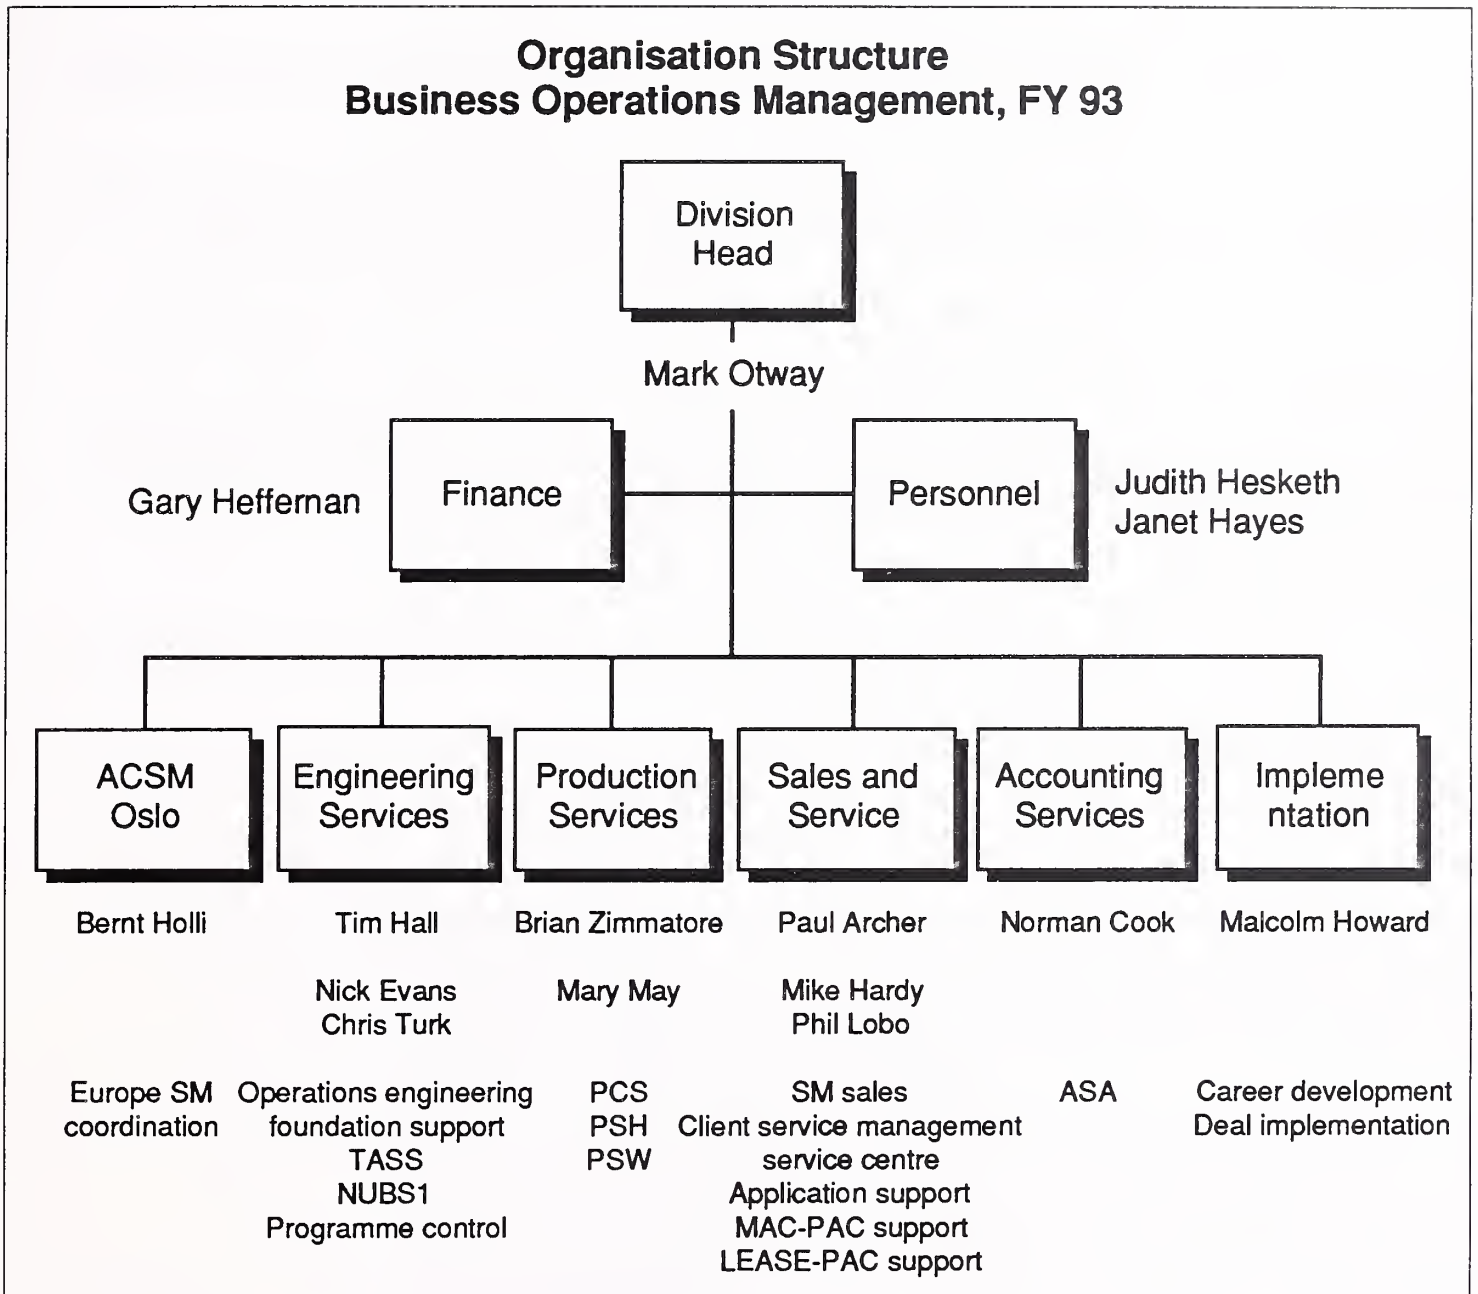 Organisation Structure
Business Operations Management, FY 93
Division
Head
Mark Otway
Gary Heffernan
Finance
Personnel
Judith Hesketh
Janet Hayes
ACSM
Oslo
Engineering
Services
Production
Services
Sales and
Service
Accounting
Services
Impleme
ntation
Bernt Holli
Tim Hall
Brian Zimmatore
Paul Archer
Norman Cook
Malcolm Howard
Nick Evans
Chris Turk
Mary May
Mike Hardy
Phil Lobo
Europe SM
coordination
Operations engineering
foundation support
TASS
NUBS1
Programme control
PCS
PSH
PSW
SM sales
Client service management
service centre
Application support
MAC-PAC support
LEASE-PAC support
ASA
Career development
Deal implementation